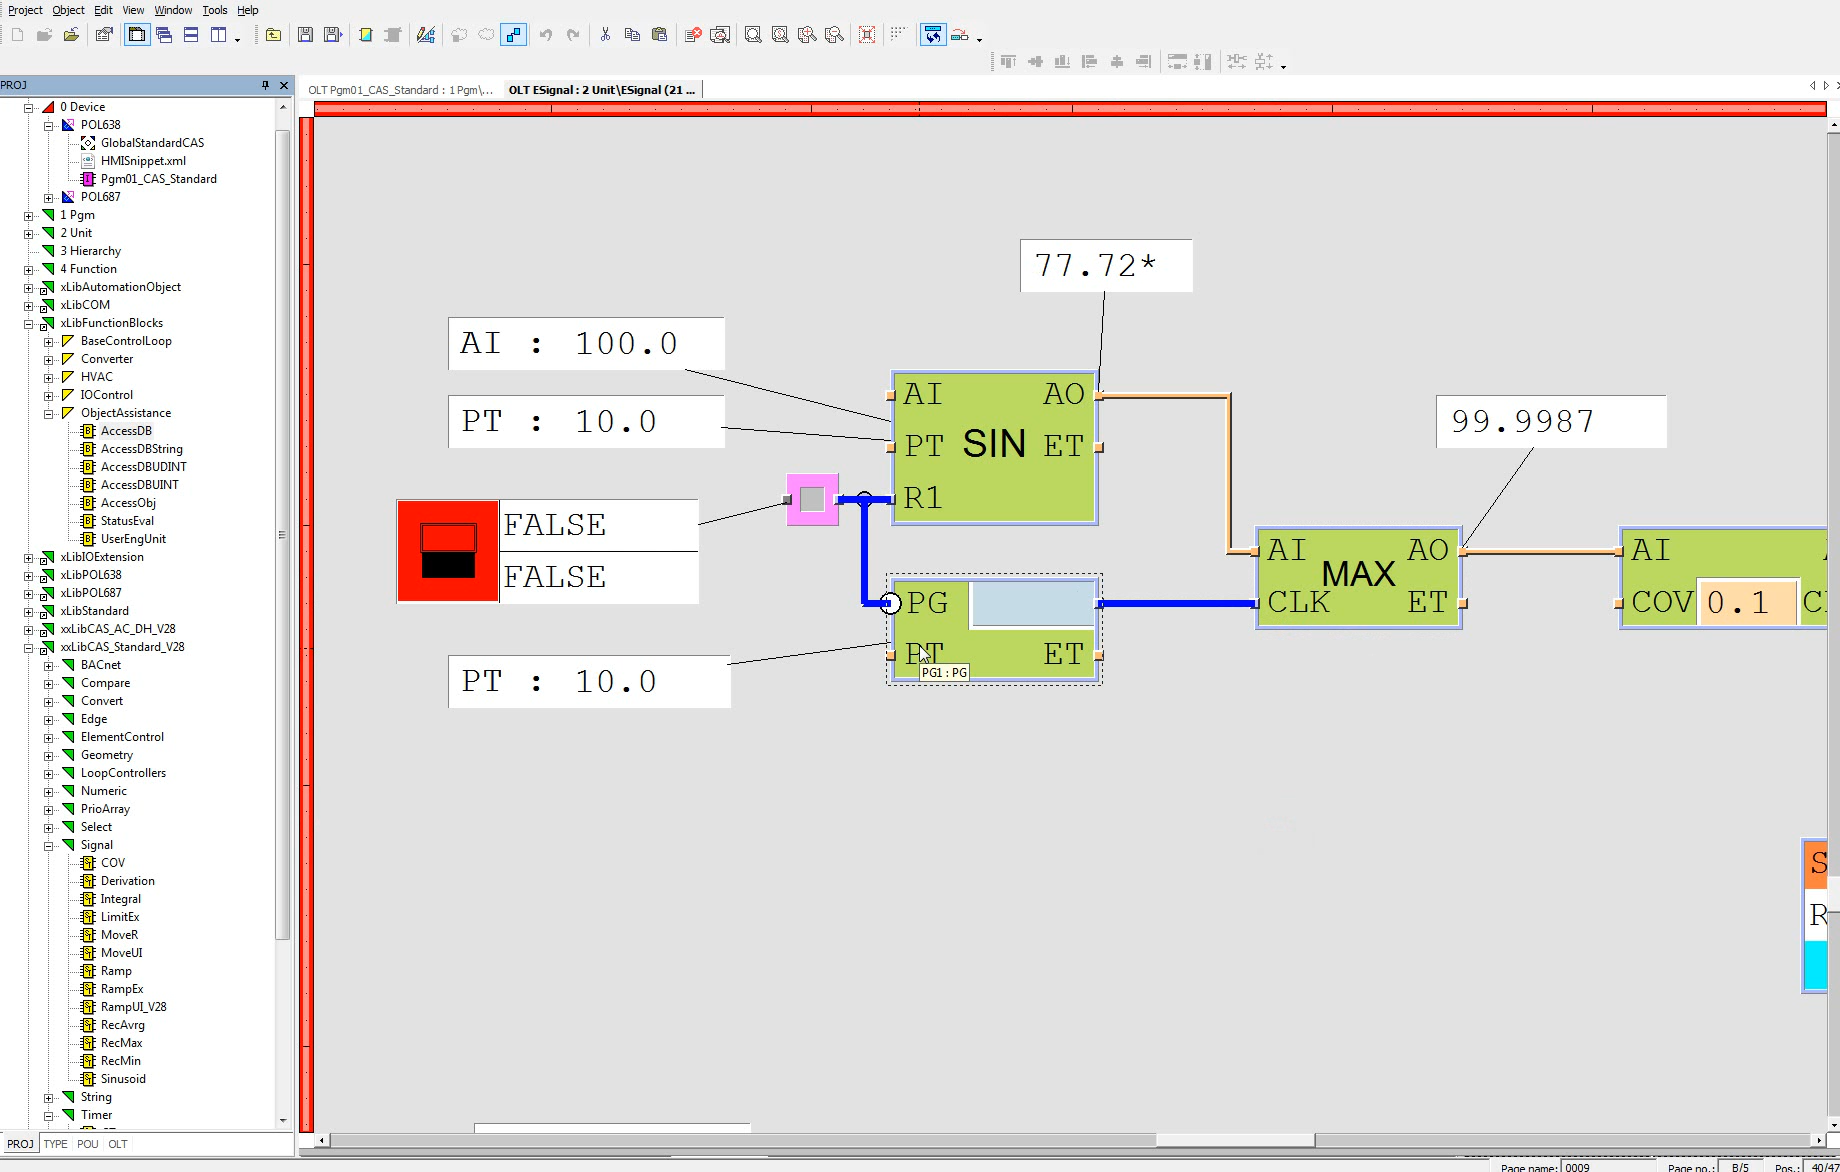 Project Object Edit View Window Tools Help
PROJ
0 Device
POL638
GlobalStandardCAS
HMISnippet.xml
Pgm01_CAS_Standard
POL687
1 Pgm
2 Unit
3 Hierarchy
4 Function
xLibAutomationObject
xLibCOM
xLibFunctionBlocks
BaseControlLoop
Converter
HVAC
IOControl
ObjectAssistance
AccessDB
AccessDBString
AccessDBUDINT
AccessDBUINT
AccessObj
StatusEval
UserEngUnit
xLibIOExtension
xLibPOL638
xLibPOL687
xLibStandard
xxLibCAS_AC_DH_V28
xxLibCAS_Standard_V28
BACnet
Compare
Convert
Edge
ElementControl
Geometry
LoopControllers
Numeric
PrioArray
Select
Signal
COV
Derivation
Integral
LimitEx
MoveR
MoveUI
Ramp
RampEx
RampUI_V28
RecAvrg
RecMax
RecMin
Sinusoid
String
Timer
PROJ TYPE POU OLT
OLT Pgm01_CAS_Standard : 1 Pgm\...
OLT ESignal : 2 Unit\ESignal (21 ...
77.72*
AI : 100.0
PT : 10.0
AI AO
PT SIN ET
R1
99.9987
FALSE
FALSE
AI AO
MAX
CLK ET
AI
COV 0.1
PG
PT ET
PG1 : PG
PT : 10.0
Page name: 0009 Page no.: B/5 Pos.: 40/47